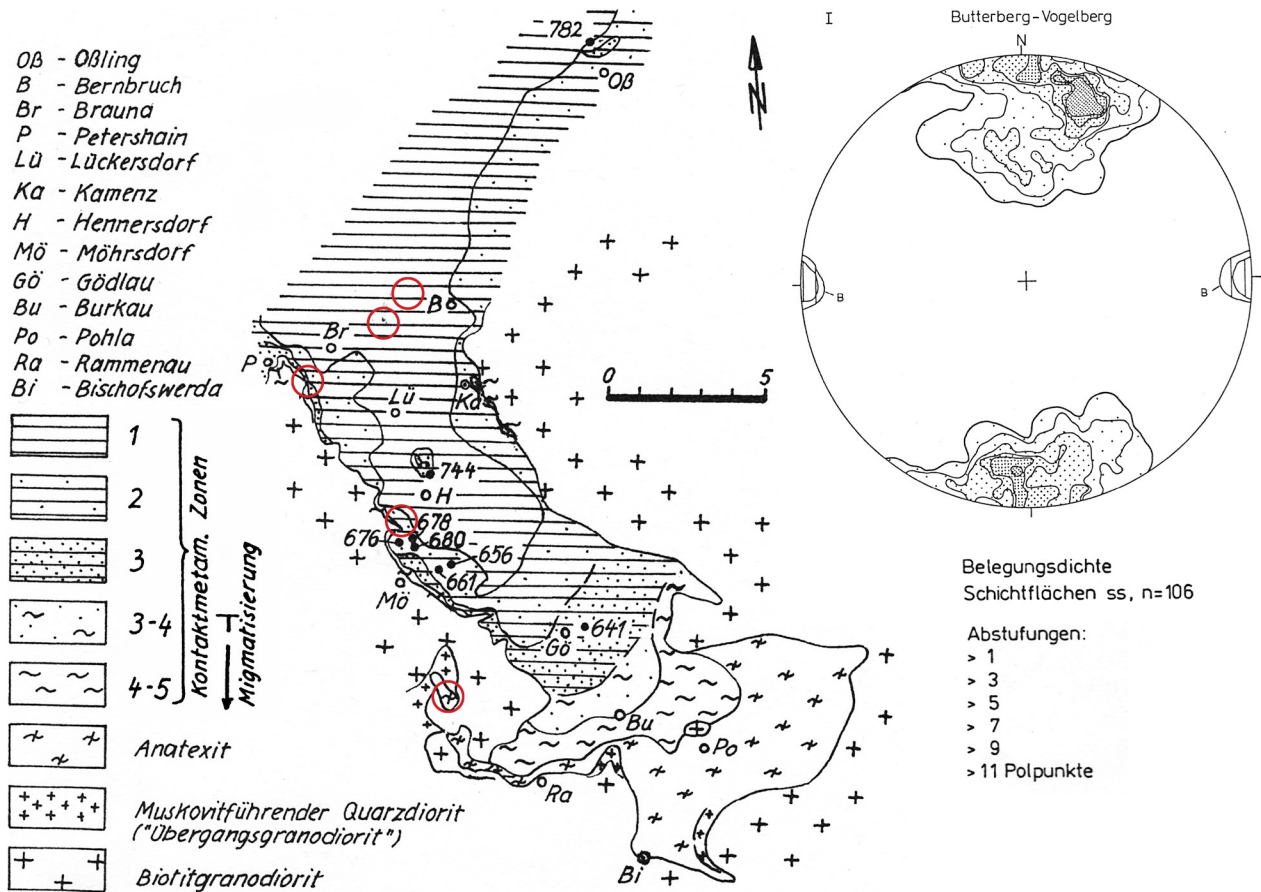 Oß - Oßling
B - Bernbruch
Br - Brauna
P - Petershain
Lü - Lückersdorf
Ka - Kamenz
H - Hennersdorf
Mö - Möhrsdorf
Gö - Gödlau
Bu - Burkau
Po - Pohla
Ra - Rammenau
Bi - Bischofswerda
1
2
3
3-4
4-5
Kontaktmetam. Zonen
Migmatisierung
Anatexit
Muskovitführender Quarzdiorit
("Übergangsgranodiorit")
Biotitgranodiorit
782
Oß
N
B
Br
P
Lü
Ka
0 5
744
H
678
676
680
656
661
Mö
641
Gö
Bu
Po
Ra
Bi
I
Butterberg-Vogelberg
N
B
B
Belegungsdichte
Schichtflächen ss, n=106
Abstufungen:
> 1
> 3
> 5
> 7
> 9
> 11 Polpunkte